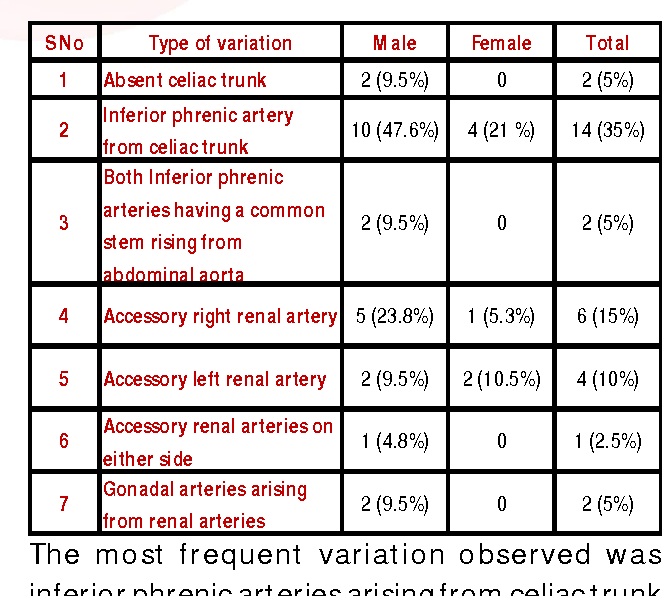 SNo Type of variation Male Female Total
1 Absent celiac trunk 2 (9.5%) 0 2 (5%)
2 Inferior phrenic artery from celiac trunk 10 (47.6%) 4 (21 %) 14 (35%)
3 Both Inferior phrenic arteries having a common stem rising from abdominal aorta 2 (9.5%) 0 2 (5%)
4 Accessory right renal artery 5 (23.8%) 1 (5.3%) 6 (15%)
5 Accessory left renal artery 2 (9.5%) 2 (10.5%) 4 (10%)
6 Accessory renal arteries on either side 1 (4.8%) 0 1 (2.5%)
7 Gonadal arteries arising from renal arteries 2 (9.5%) 0 2 (5%)
The most frequent variation observed was
inferior phrenic arteries arising from celiac trunk